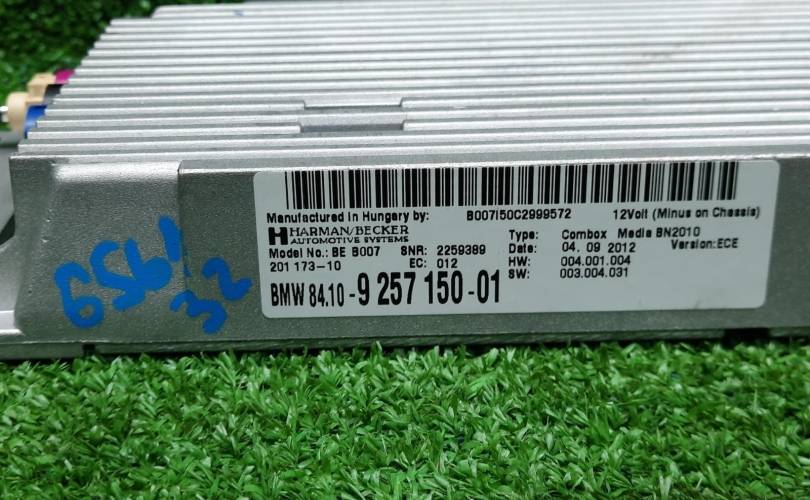 Manufactured in Hungary by: B007I50C2999572 12Volt (Minus on Chassis)
HARMAN/BECKER
AUTOMOTIVE SYSTEMS
Type: Combox Media BN2010
Model No.: BE B007 SNR: 2259389 Date: 04. 09 2012 Version: ECE
201 173-10 EC: 012 HW: 004.001.004
SW: 003.004.031
BMW 84.10 - 9 257 150 - 01
32